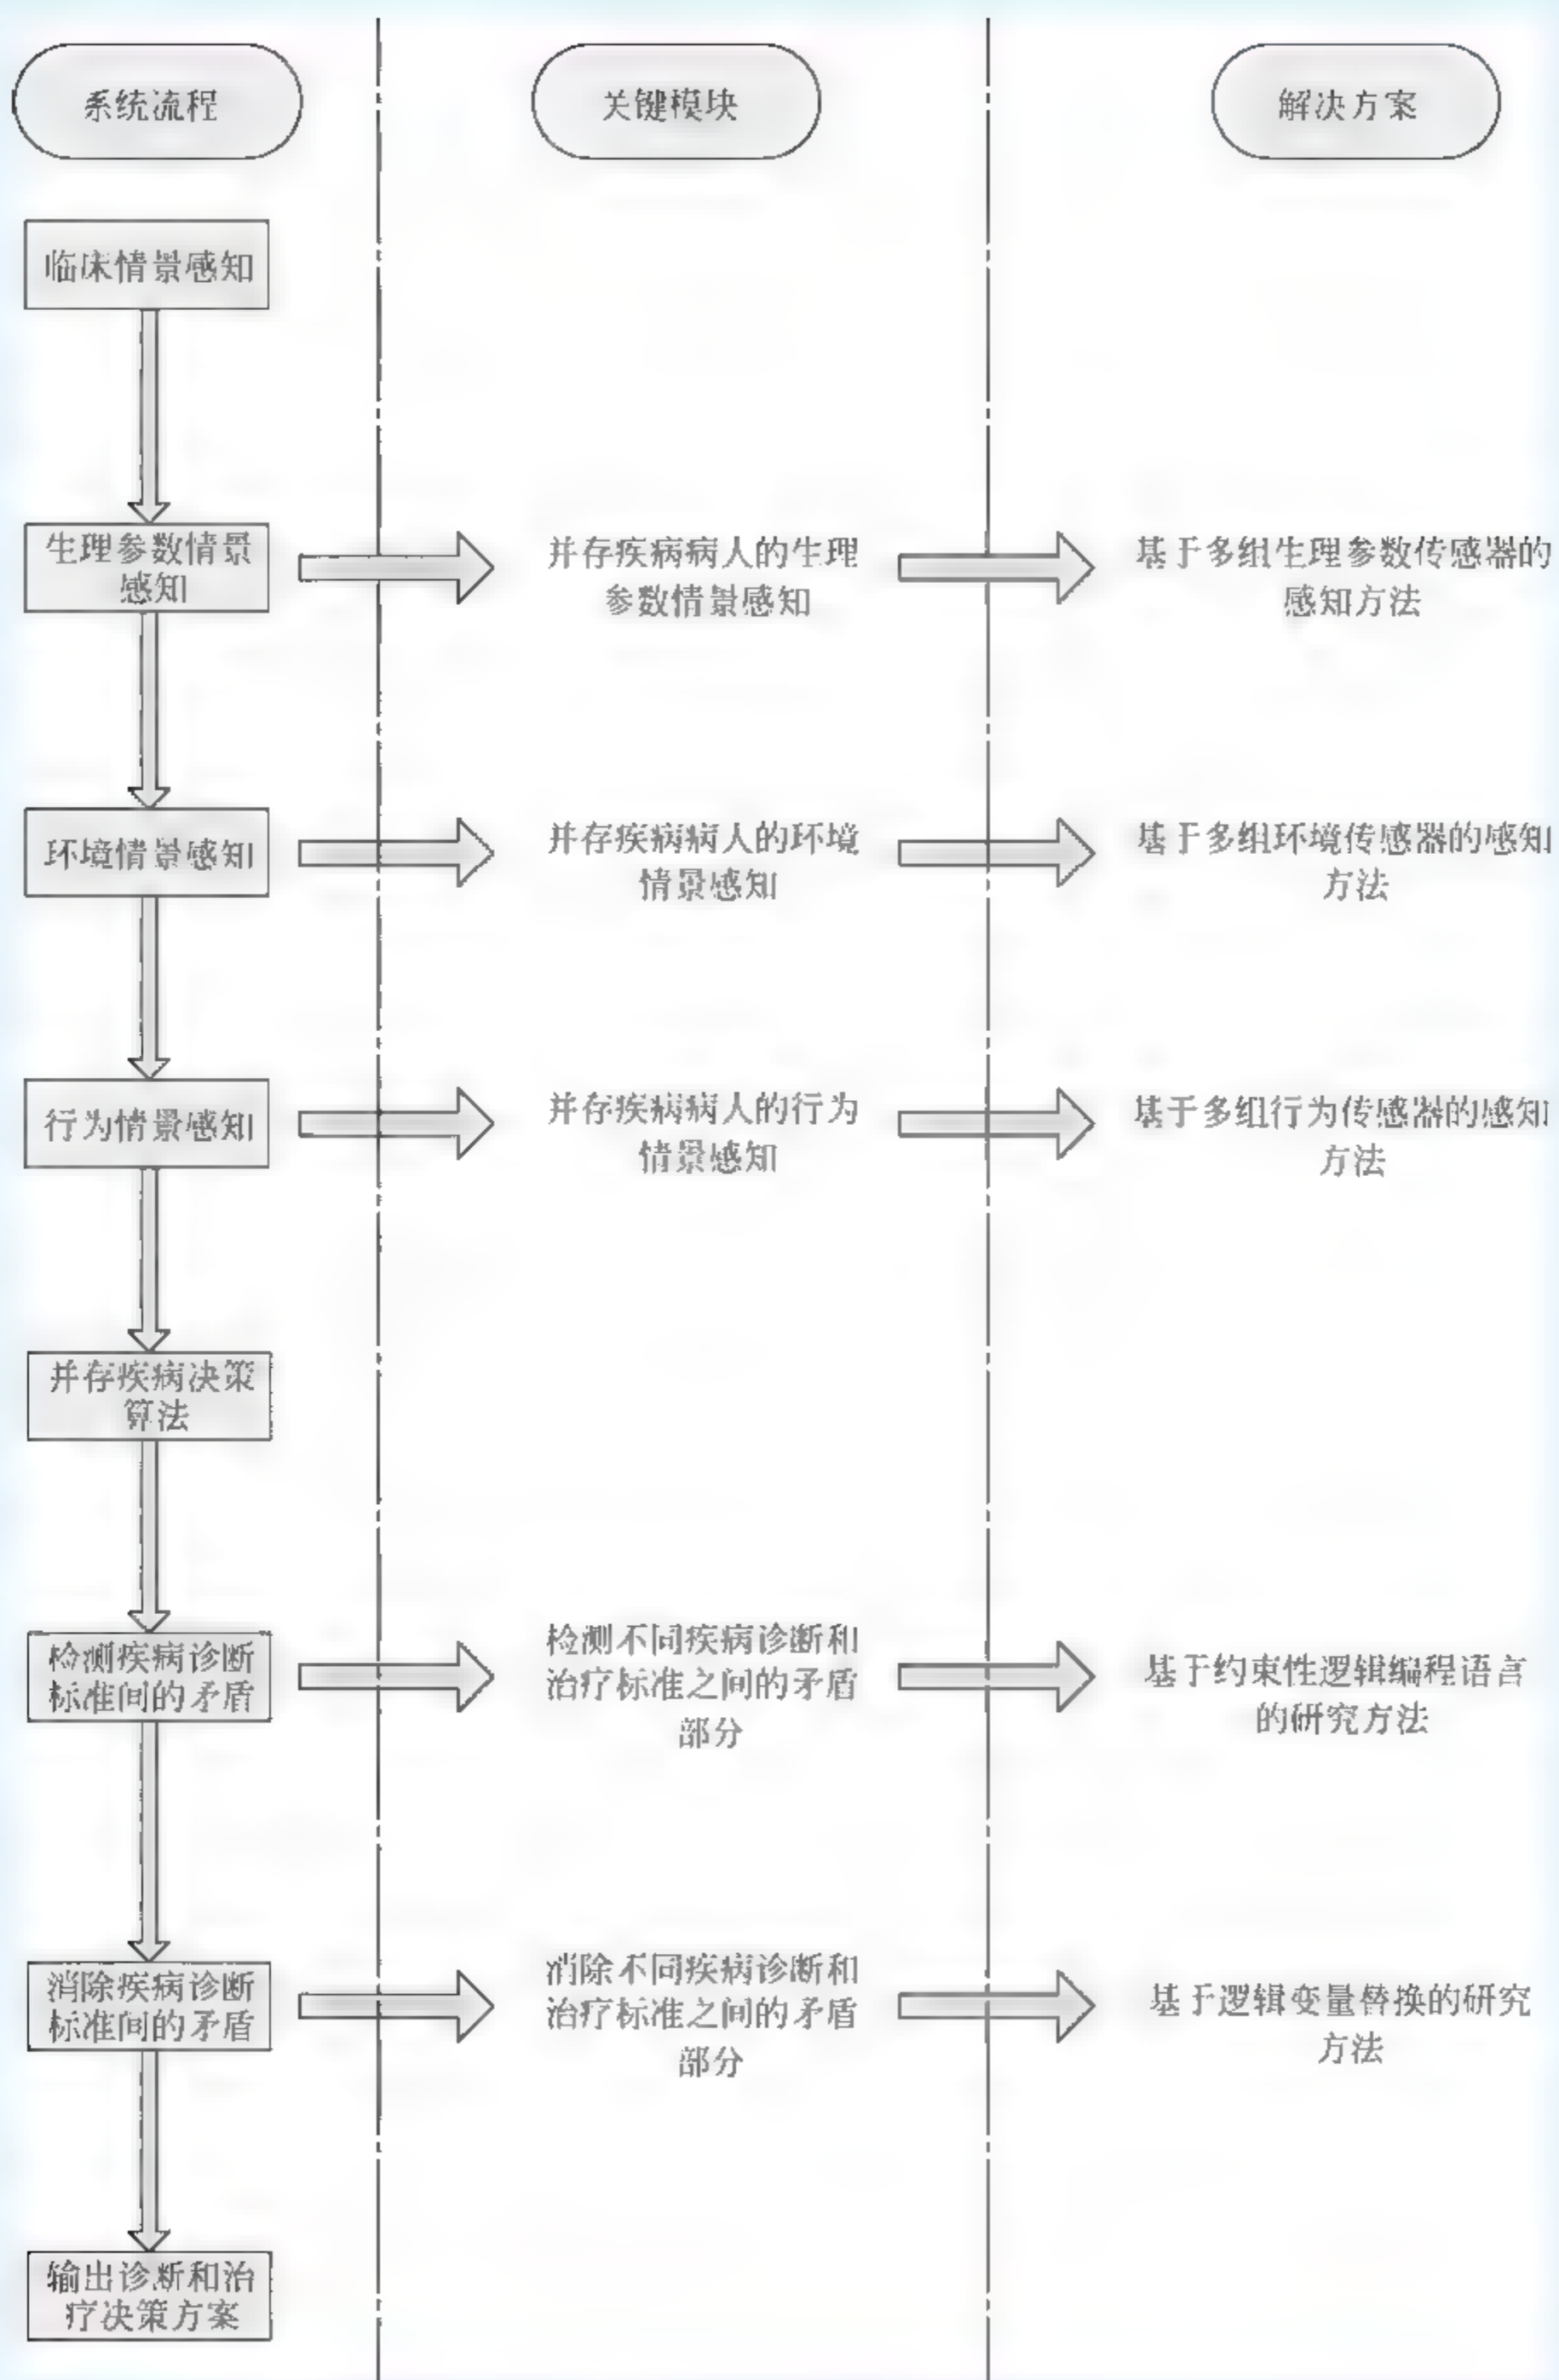 系统流程
关键模块
解决方案
临床情景感知
生理参数情景
感知
并存疾病病人的生理
参数情景感知
基于多组生理参数传感器的
感知方法
环境情景感知
并存疾病病人的环境
情景感知
基于多组环境传感器的感知
方法
行为情景感知
并存疾病病人的行为
情景感知
基于多组行为传感器的感知
方法
并存疾病决策
算法
检测疾病诊断
标准间的矛盾
检测不同疾病诊断和
治疗标准之间的矛盾
部分
基于约束性逻辑编程语言
的研究方法
消除疾病诊断
标准间的矛盾
消除不同疾病诊断和
治疗标准之间的矛盾
部分
基于逻辑变量替换的研究
方法
输出诊断和治
疗决策方案